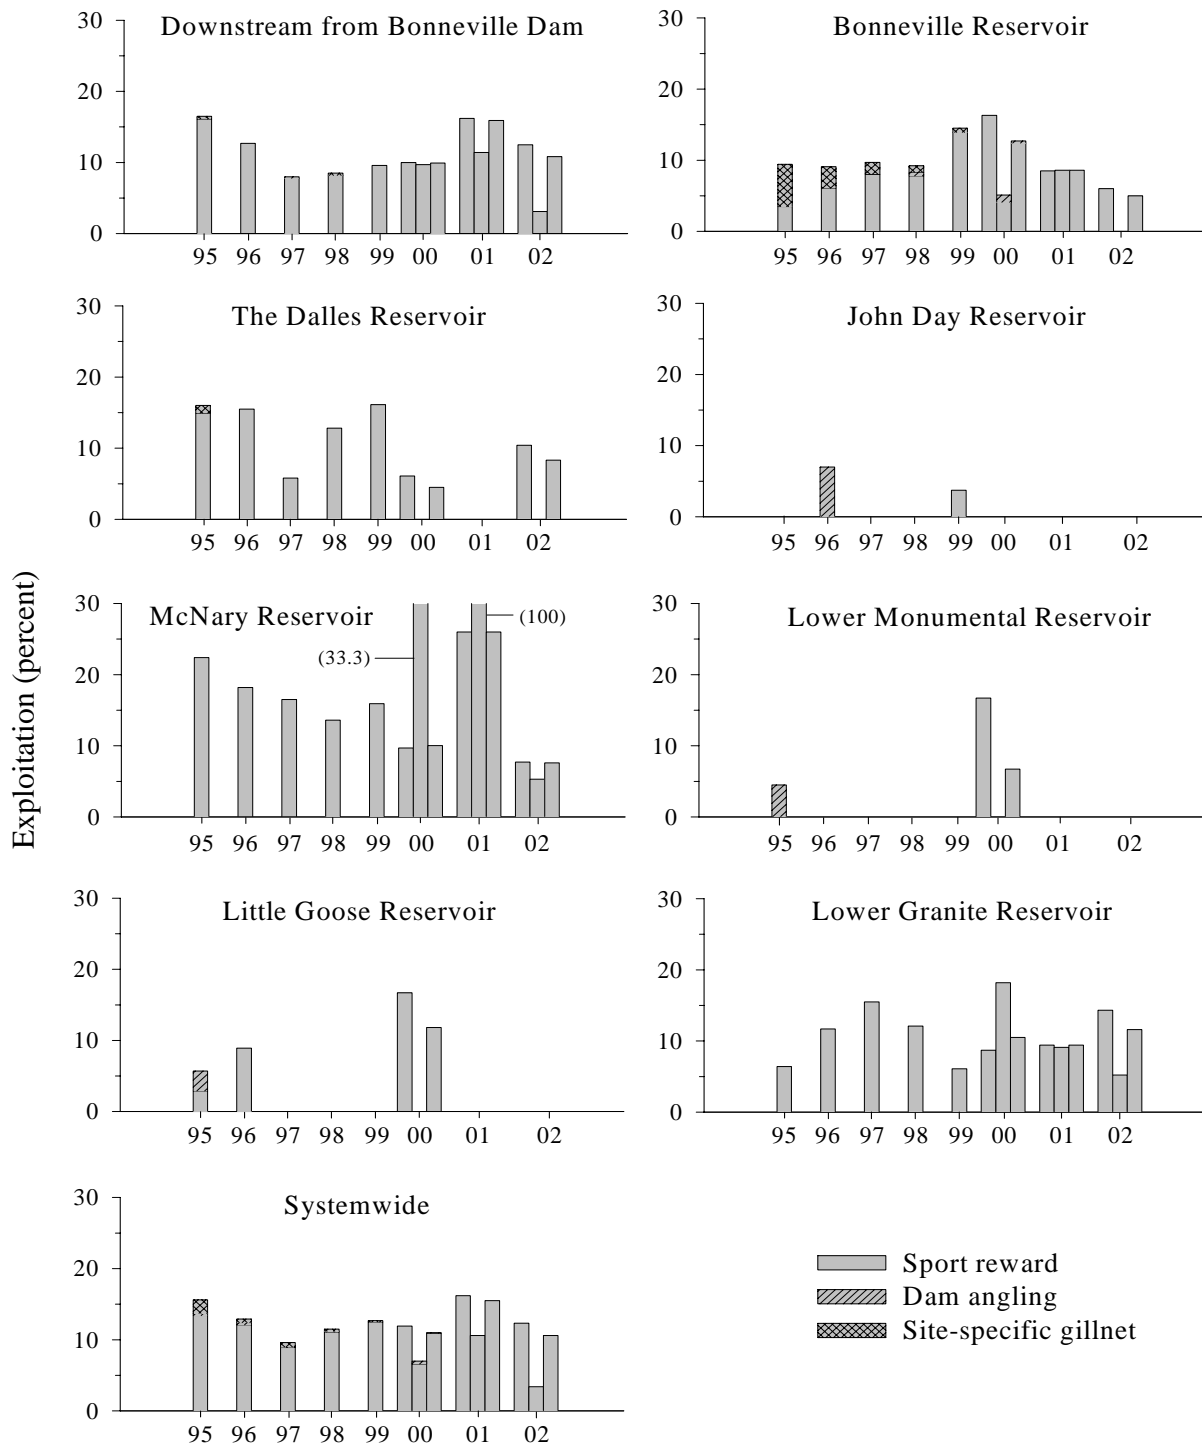 Exploitation (percent)
Downstream from Bonneville Dam
30
20
10
0
95 96 97 98 99 00 01 02
Bonneville Reservoir
30
20
10
0
95 96 97 98 99 00 01 02
The Dalles Reservoir
30
20
10
0
95 96 97 98 99 00 01 02
John Day Reservoir
30
20
10
0
95 96 97 98 99 00 01 02
McNary Reservoir
(100)
(33.3)
30
20
10
0
95 96 97 98 99 00 01 02
Lower Monumental Reservoir
30
20
10
0
95 96 97 98 99 00 01 02
Little Goose Reservoir
30
20
10
0
95 96 97 98 99 00 01 02
Lower Granite Reservoir
30
20
10
0
95 96 97 98 99 00 01 02
Systemwide
30
20
10
0
95 96 97 98 99 00 01 02
Sport reward
Dam angling
Site-specific gillnet